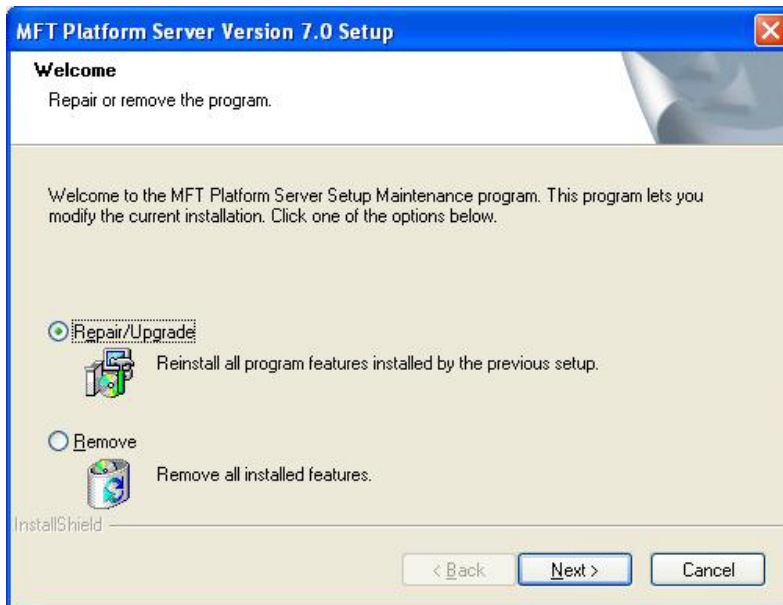 MFT Platform Server Version 7.0 Setup
Welcome
Repair or remove the program.
Welcome to the MFT Platform Server Setup Maintenance program. This program lets you
modify the current installation. Click one of the options below.
Repair/Upgrade
Reinstall all program features installed by the previous setup.
Remove
Remove all installed features.
InstallShield
< Back
Next >
Cancel